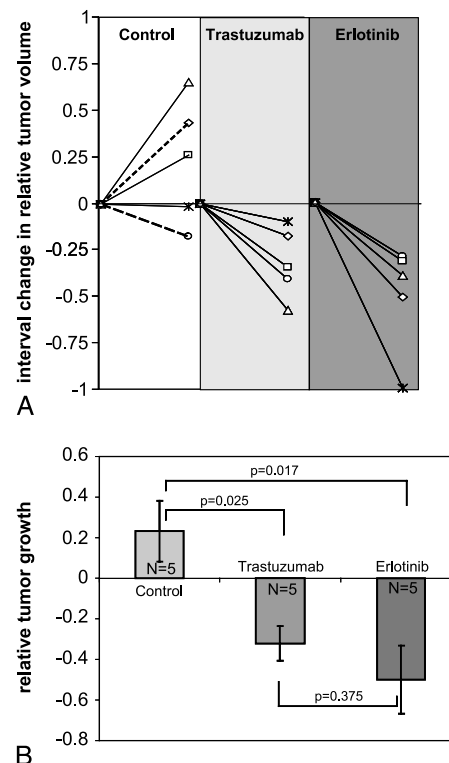 1
Control Trastuzumab Erlotinib
0.75
0.5
0.25
0
-0.25
-0.5
-0.75
-1
interval change in relative tumor volume
A
0.6
p=0.017
0.4
p=0.025
0.2
N=5 Trastuzumab Erlotinib
0
Control N=5 N=5
-0.2
-0.4
-0.6
p=0.375
-0.8
relative tumor growth
B